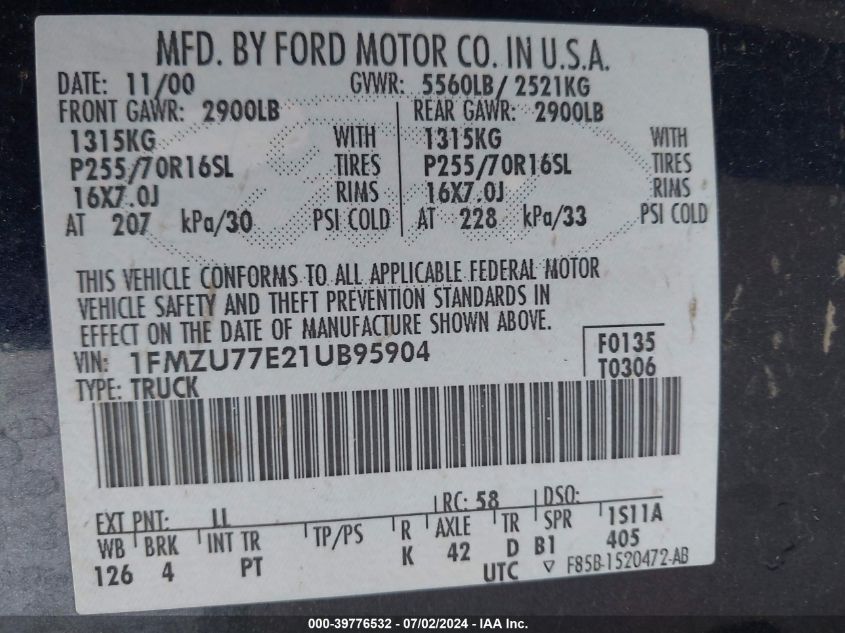 MFD. BY FORD MOTOR CO. IN U.S.A.
DATE: 11/00 GVWR: 5560LB/ 2521KG
FRONT GAWR: 2900LB REAR GAWR: 2900LB
1315KG WITH 1315KG WITH
P255/70R16SL TIRES P255/70R16SL TIRES
16X7.0J RIMS 16X7.0J RIMS
AT 207 kPa/30 PSI COLD AT 228 kPa/33 PSI COLD
THIS VEHICLE CONFORMS TO ALL APPLICABLE FEDERAL MOTOR
VEHICLE SAFETY AND THEFT PREVENTION STANDARDS IN
EFFECT ON THE DATE OF MANUFACTURE SHOWN ABOVE.
VIN: 1FMZU77E21UB95904 F0135
TYPE: TRUCK T0306
EXT PNT: LL RC: 58 DSO:
WB BRK INT TR TP/PS R AXLE TR SPR 1S11A
126 4 PT K 42 D B1 405
UTC ▽ F85B-1520472-AB
000-39776532 - 07/02/2024 - IAA Inc.